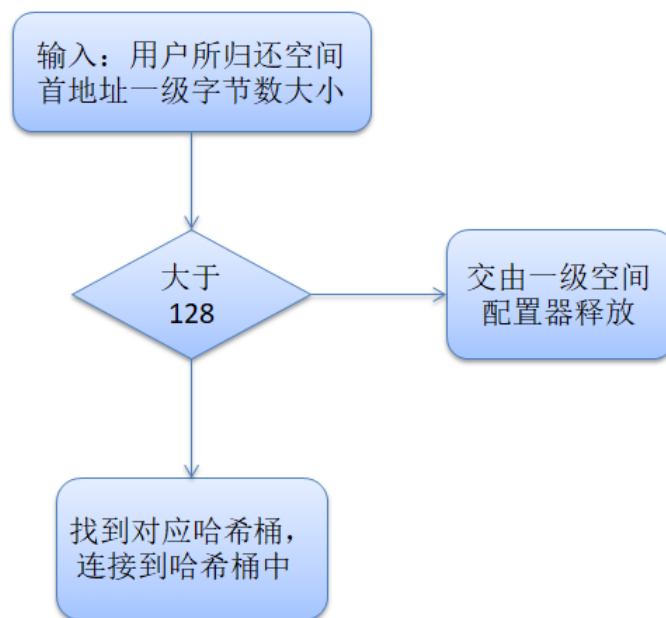 输入：用户所归还空间
首地址一级字节数大小
大于
128
交由一级空间
配置器释放
找到对应哈希桶，
连接到哈希桶中